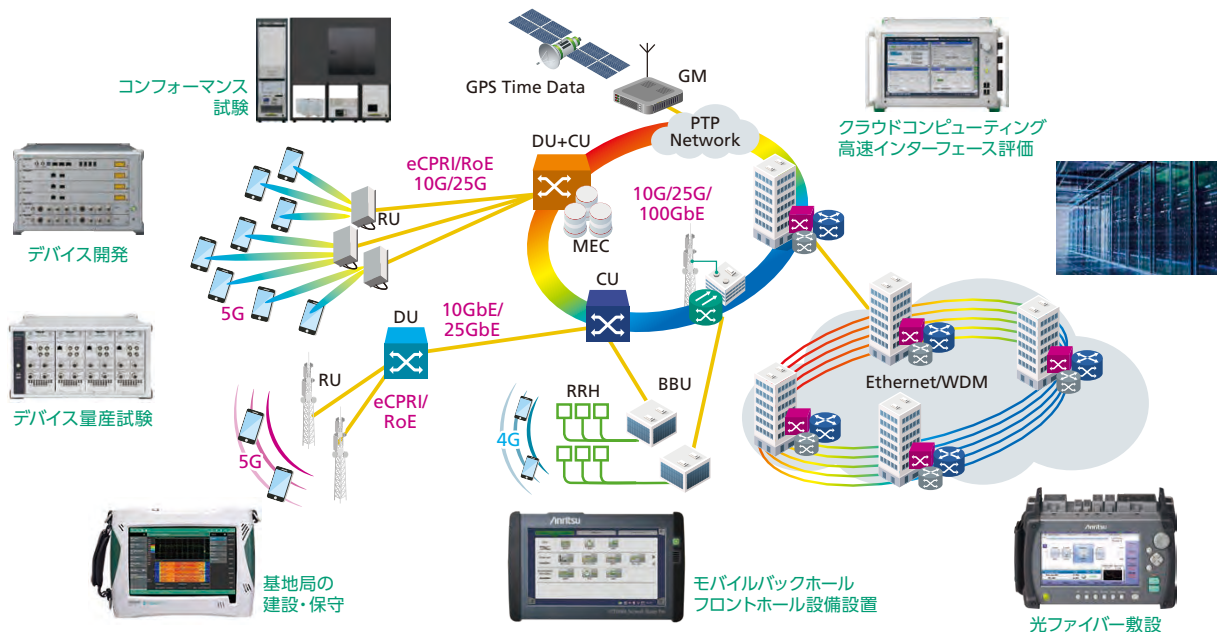 コンフォーマンス
試験
GPS Time Data
GM
PTP
Network
クラウドコンピューティング
高速インターフェース評価
DU+CU
eCPRI/RoE
10G/25G
RU
MEC
10G/25G/
100GbE
デバイス開発
5G
CU
DU
10GbE/
25GbE
RU
eCPRI/
RoE
デバイス量産試験
5G
Ethernet/WDM
BBU
RRH
4G
基地局の
建設・保守
Anritsu
モバイルバックホール
フロントホール設備設置
Anritsu
光ファイバー敷設